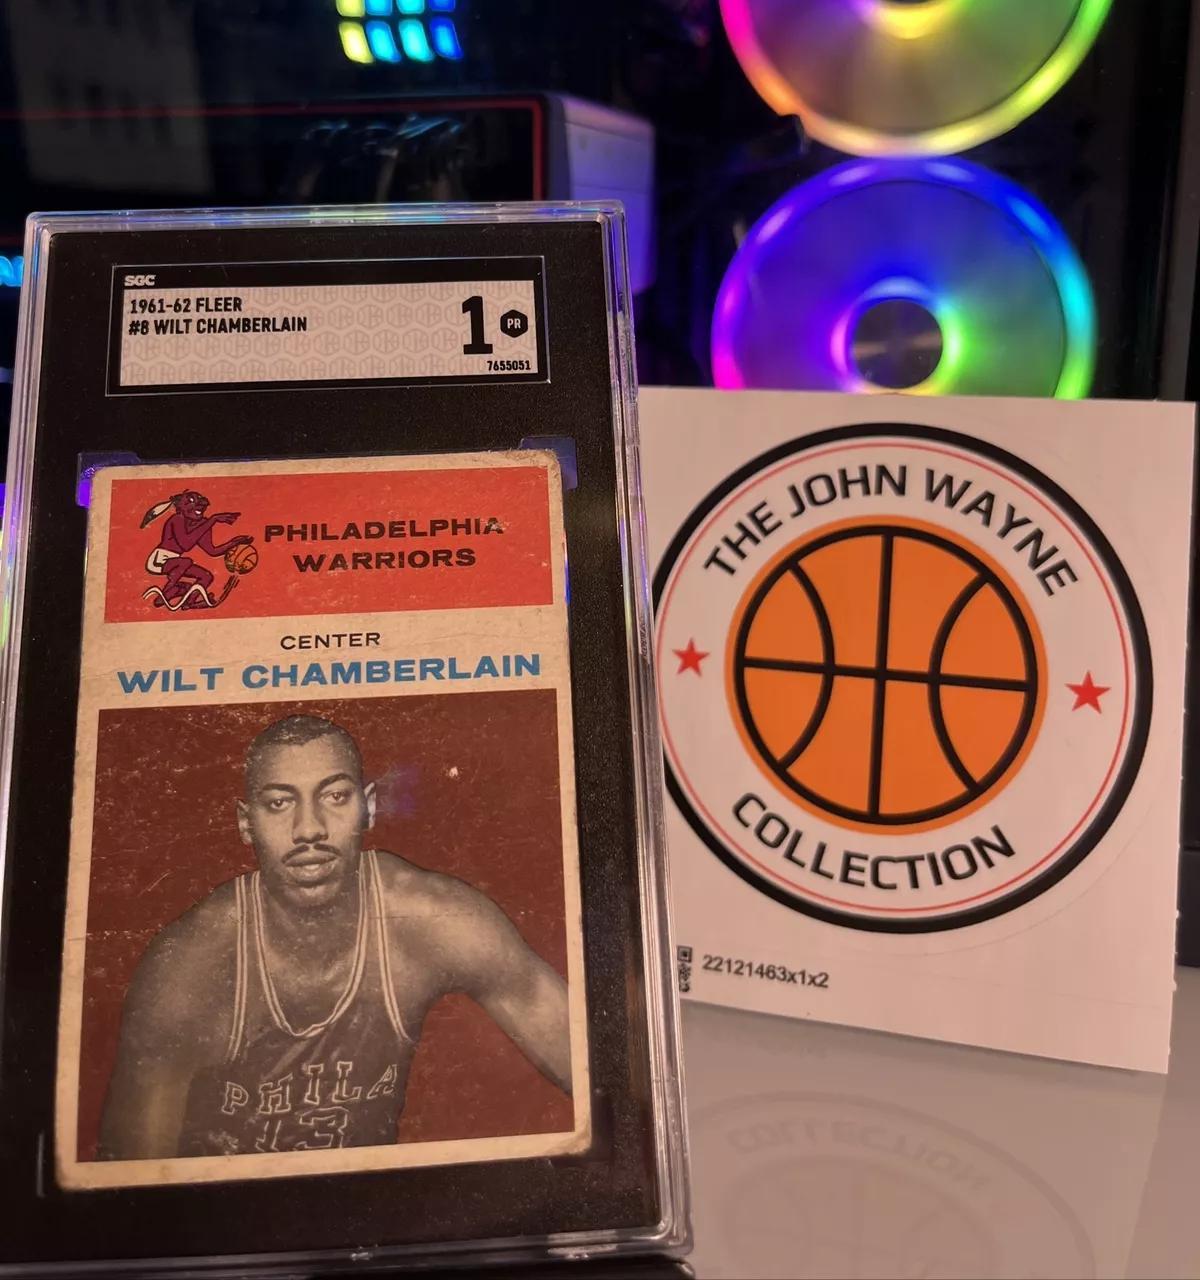 SGC
1961-62 FLEER
#8 WILT CHAMBERLAIN
1 PR
7655051
PHILADELPHIA
WARRIORS
CENTER
WILT CHAMBERLAIN
PHILA
13
THE JOHN WAYNE
COLLECTION
22121463x1x2